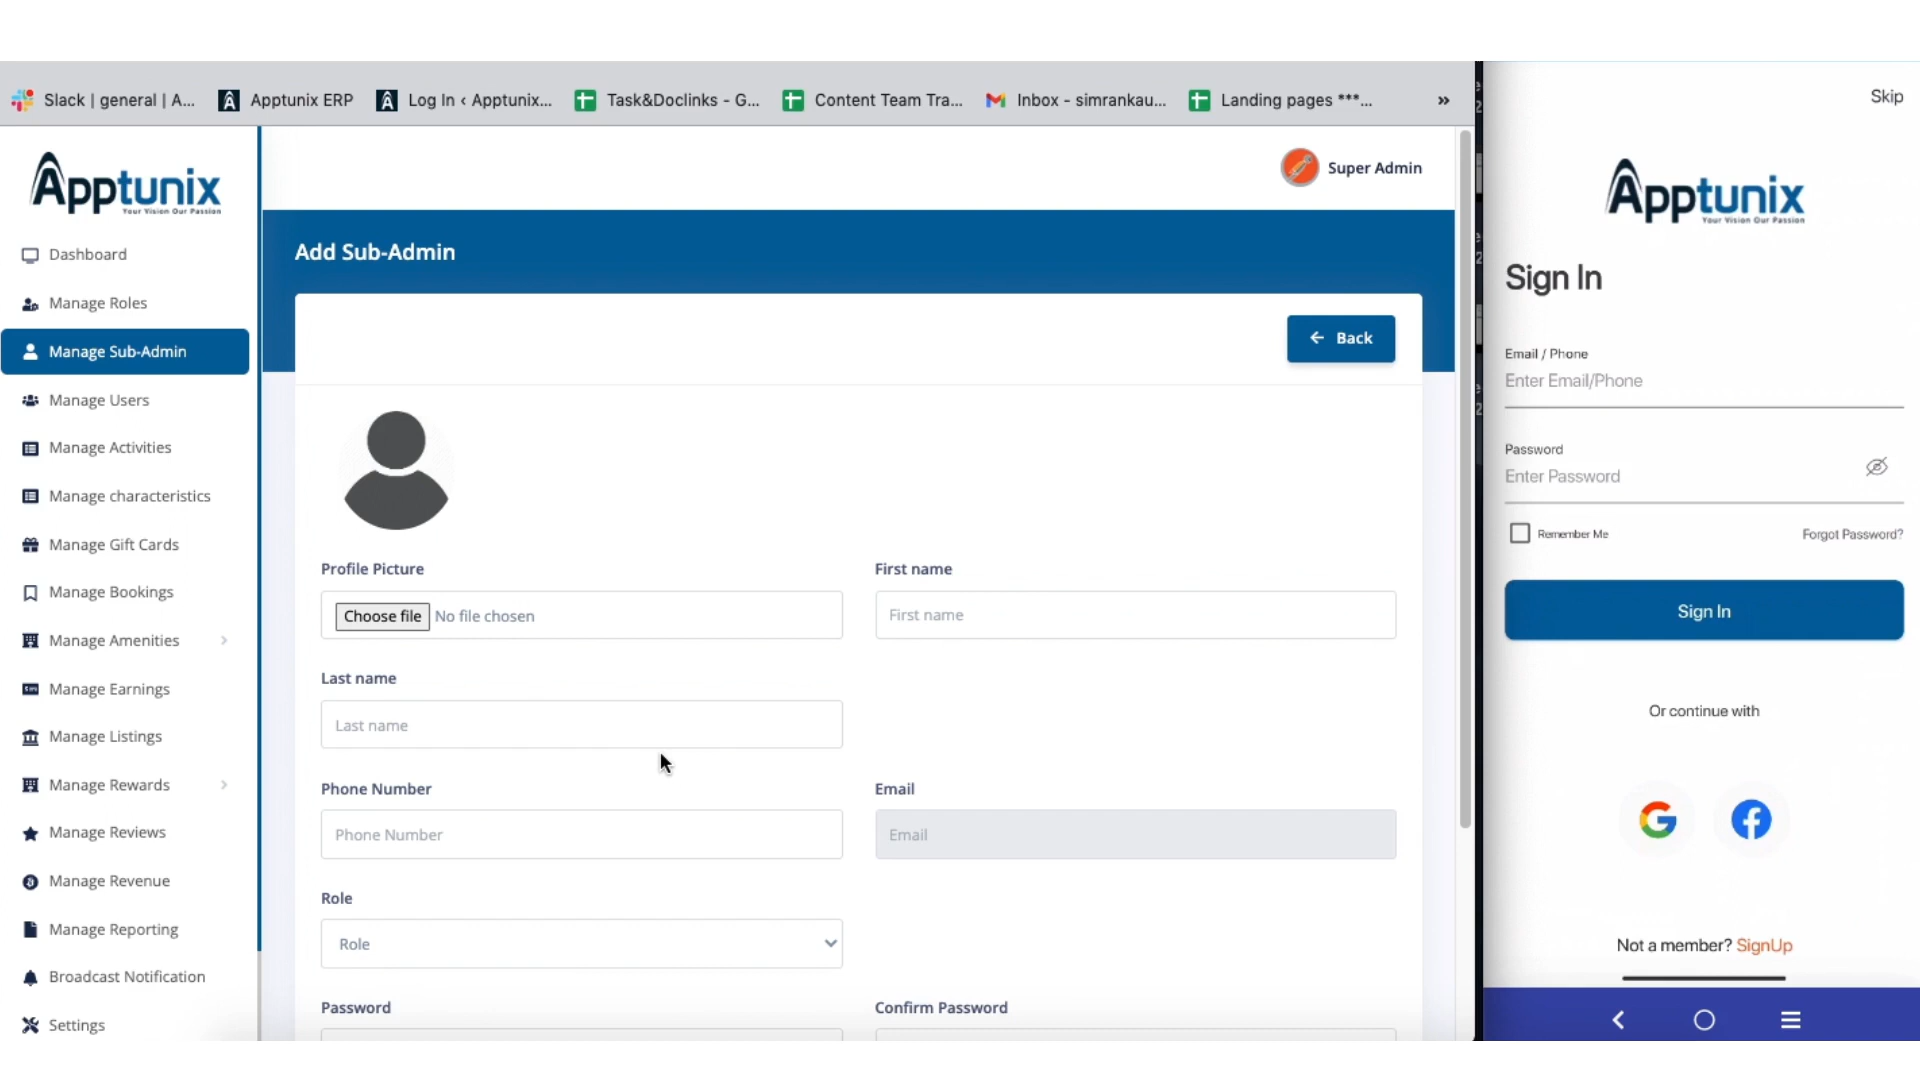 Slack | general | A...
Apptunix ERP
Log In ‹ Apptunix...
Task&Doclinks - G...
Content Team Tra...
Inbox - simrankau...
Landing pages ***...
»
Apptunix
Your Vision Our Passion
Dashboard
Manage Roles
Manage Sub-Admin
Manage Users
Manage Activities
Manage characteristics
Manage Gift Cards
Manage Bookings
Manage Amenities
Manage Earnings
Manage Listings
Manage Rewards
Manage Reviews
Manage Revenue
Manage Reporting
Broadcast Notification
Settings
Super Admin
Add Sub-Admin
Back
Profile Picture
Choose file No file chosen
First name
First name
Last name
Last name
Phone Number
Phone Number
Email
Email
Role
Role
Password
Confirm Password
Skip
Apptunix
Your Vision Our Passion
Sign In
Email / Phone
Enter Email/Phone
Password
Enter Password
Remember Me
Forgot Password?
Sign In
Or continue with
Not a member? SignUp